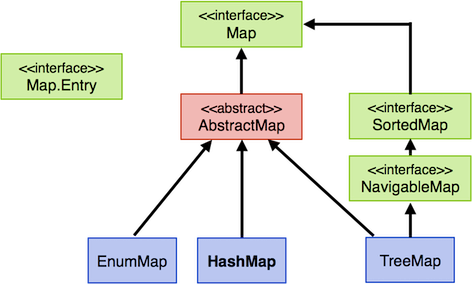 <<interface>>
Map
<<interface>>
Map.Entry
<<abstract>>
AbstractMap
<<interface>>
SortedMap
<<interface>>
NavigableMap
EnumMap
HashMap
TreeMap